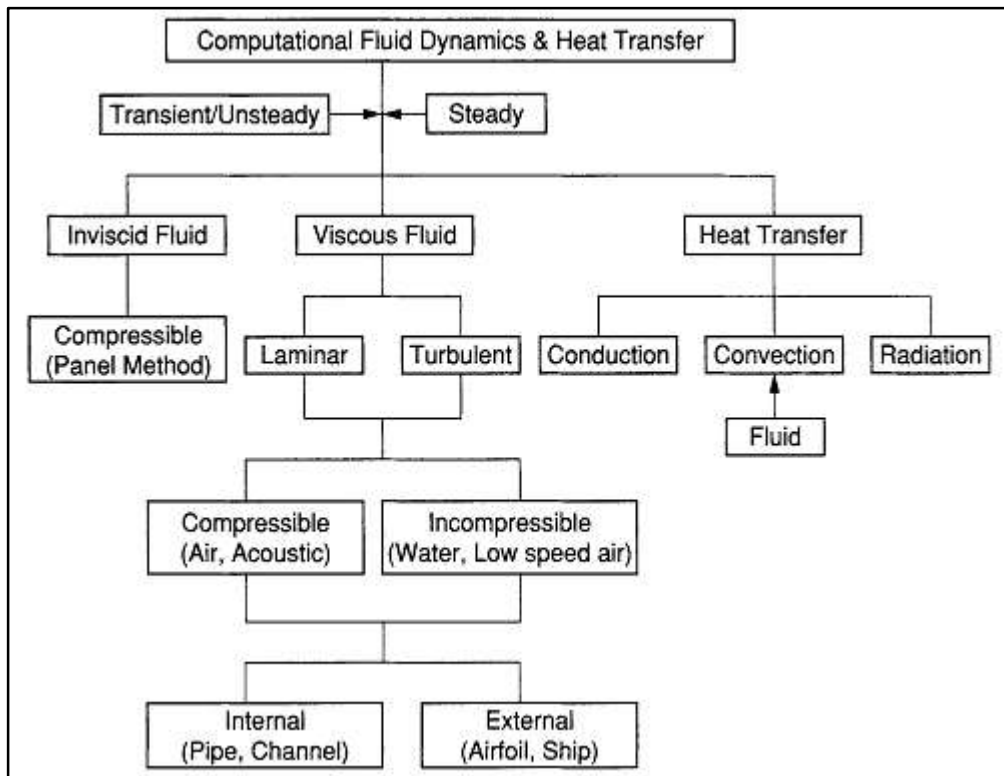 Computational Fluid Dynamics & Heat Transfer
Transient/Unsteady
Steady
Inviscid Fluid
Viscous Fluid
Heat Transfer
Compressible
(Panel Method)
Laminar
Turbulent
Conduction
Convection
Radiation
Fluid
Compressible
(Air, Acoustic)
Incompressible
(Water, Low speed air)
Internal
(Pipe, Channel)
External
(Airfoil, Ship)